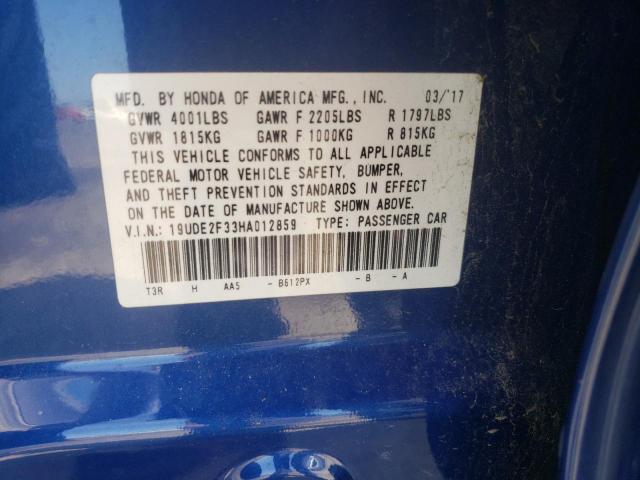 MFD. BY HONDA OF AMERICA MFG., INC. 03/'17
GVWR 4001LBS GAWR F 2205LBS R 1797LBS
GVWR 1815KG GAWR F 1000KG R 815KG
THIS VEHICLE CONFORMS TO ALL APPLICABLE
FEDERAL MOTOR VEHICLE SAFETY, BUMPER,
AND THEFT PREVENTION STANDARDS IN EFFECT
ON THE DATE OF MANUFACTURE SHOWN ABOVE.
V.I.N.: 19UDE2F33HA012859 TYPE: PASSENGER CAR
T3R H AA5 - B612PX - B - A